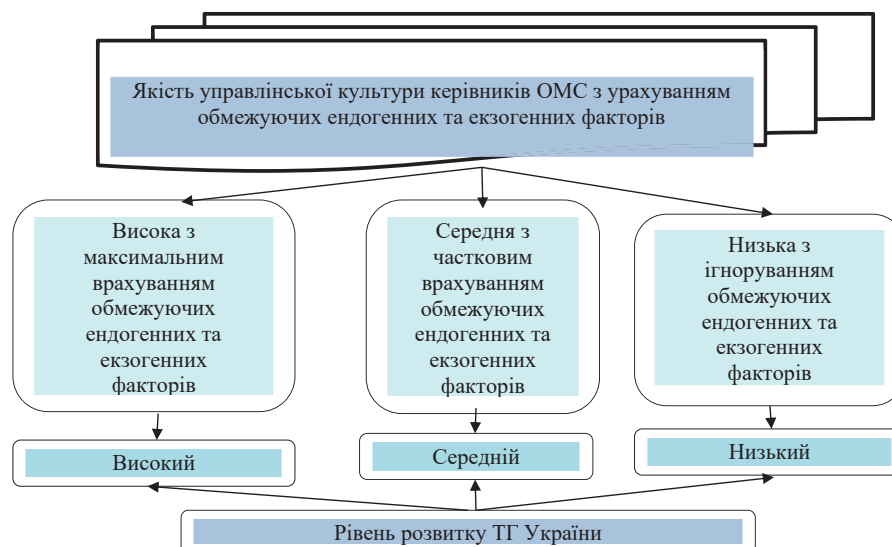 Якість управлінської культури керівників ОМС з урахуванням
обмежуючих ендогенних та екзогенних факторів
Висока з
максимальним
врахуванням
обмежуючих
ендогенних та
екзогенних
факторів
Середня з
частковим
врахуванням
обмежуючих
ендогенних та
екзогенних
факторів
Низька з
ігноруванням
обмежуючих
ендогенних та
екзогенних
факторів
Високий
Середній
Низький
Рівень розвитку ТГ України